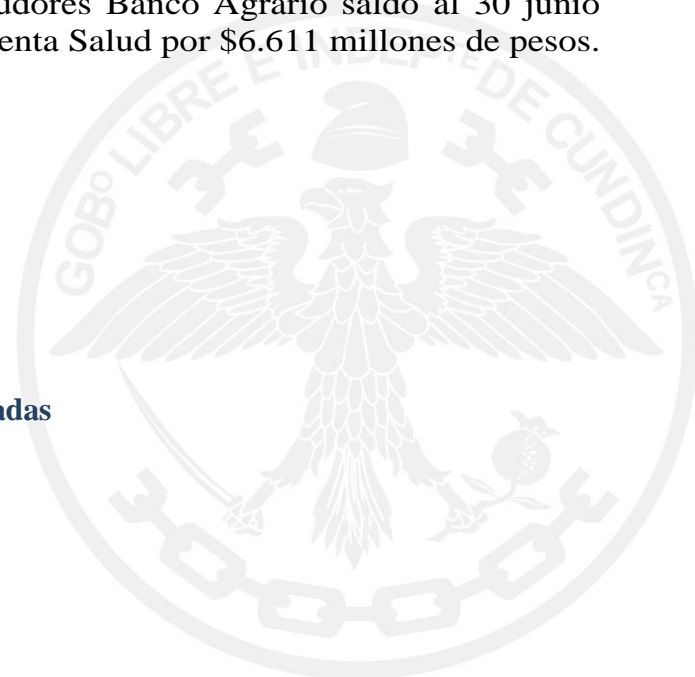 udores Banco Agrario saldo al 30 junio
enta Salud por $6.611 millones de pesos.
GOBº LIBRE E INDEPTE DE CUNDINCA
adas